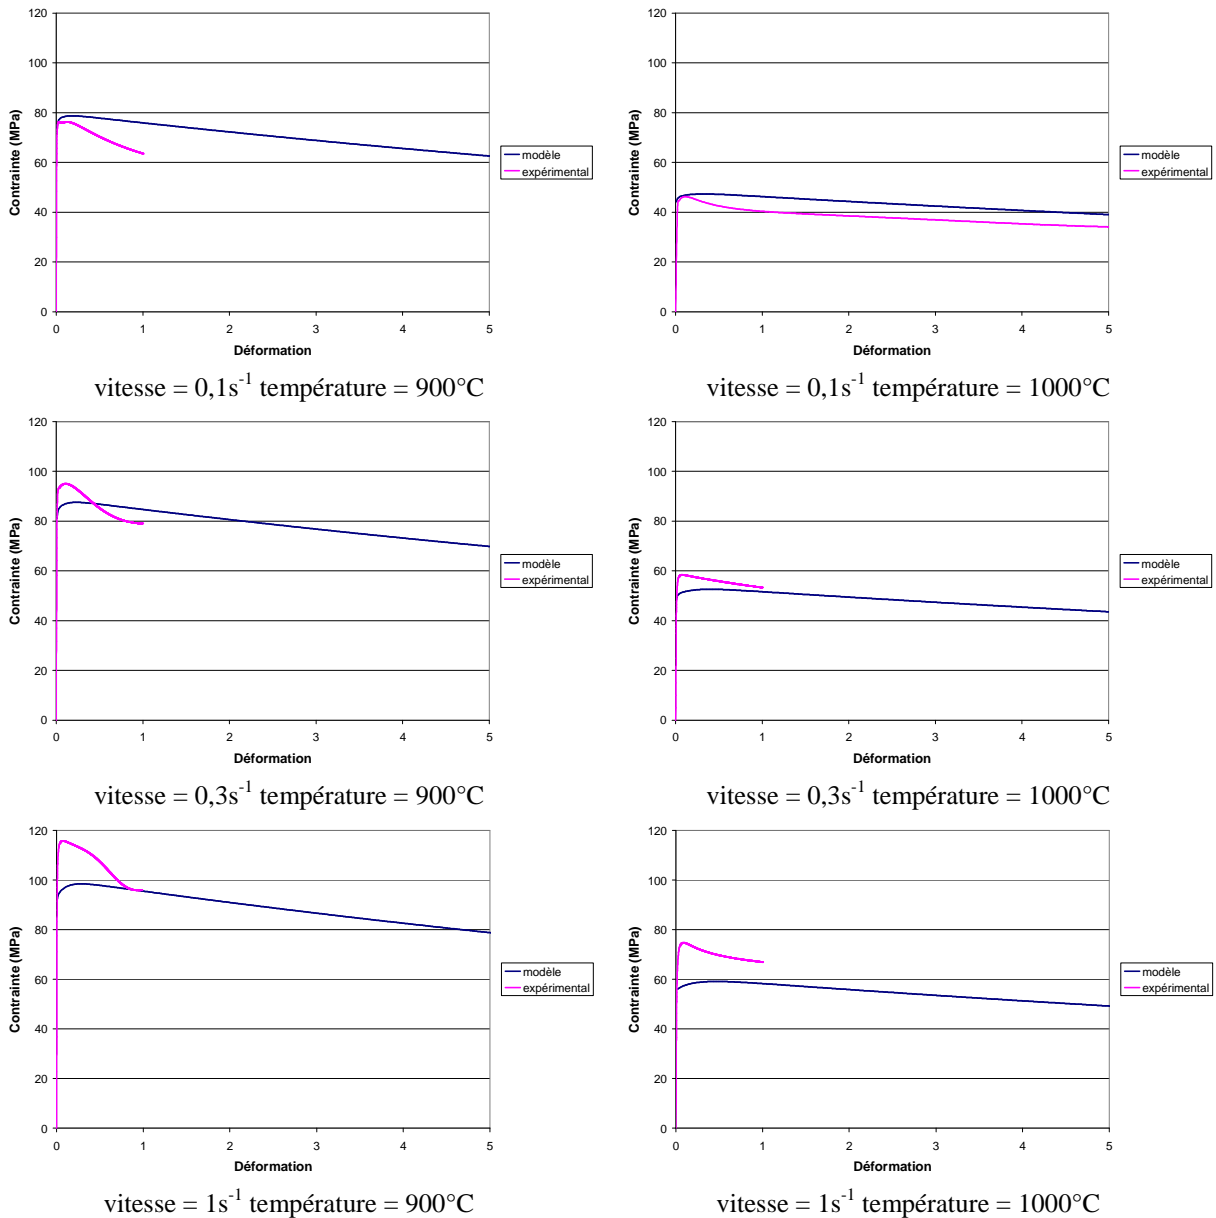 120
100
80
60
40
20
0
Contrainte (MPa)
0 1 2 3 4 5
Déformation
modèle
expérimental
vitesse = 0,1s-1 température = 900°C
120
100
80
60
40
20
0
Contrainte (MPa)
0 1 2 3 4 5
Déformation
modèle
expérimental
vitesse = 0,1s-1 température = 1000°C
120
100
80
60
40
20
0
Contrainte (MPa)
0 1 2 3 4 5
Déformation
modèle
expérimental
vitesse = 0,3s-1 température = 900°C
120
100
80
60
40
20
0
Contrainte (MPa)
0 1 2 3 4 5
Déformation
modèle
expérimental
vitesse = 0,3s-1 température = 1000°C
120
100
80
60
40
20
0
Contrainte (MPa)
0 1 2 3 4 5
Déformation
modèle
expérimental
vitesse = 1s-1 température = 900°C
120
100
80
60
40
20
0
Contrainte (MPa)
0 1 2 3 4 5
Déformation
modèle
expérimental
vitesse = 1s-1 température = 1000°C